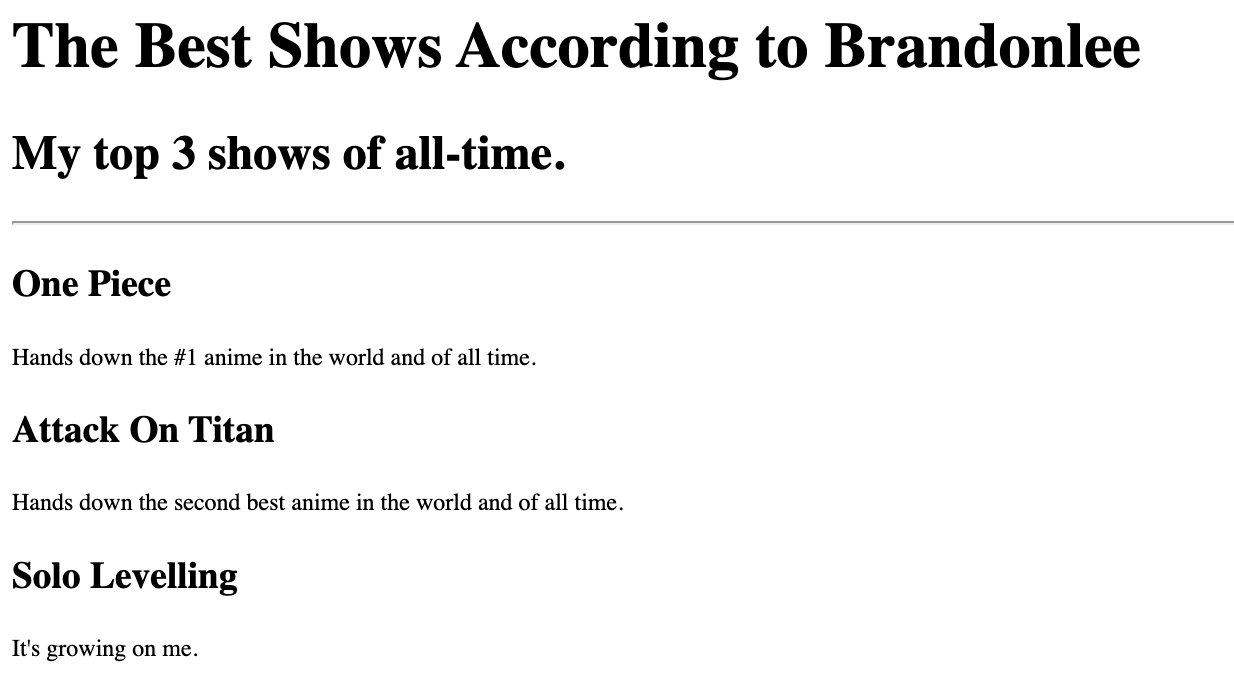 The Best Shows According to Brandonlee
My top 3 shows of all-time.
One Piece
Hands down the #1 anime in the world and of all time.
Attack On Titan
Hands down the second best anime in the world and of all time.
Solo Levelling
It's growing on me.